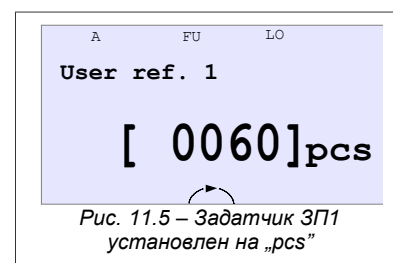 A FU LO
User ref. 1
[ 0060]pcs
Рис. 11.5 – Задатчик ЗП1
установлен на „pcs”